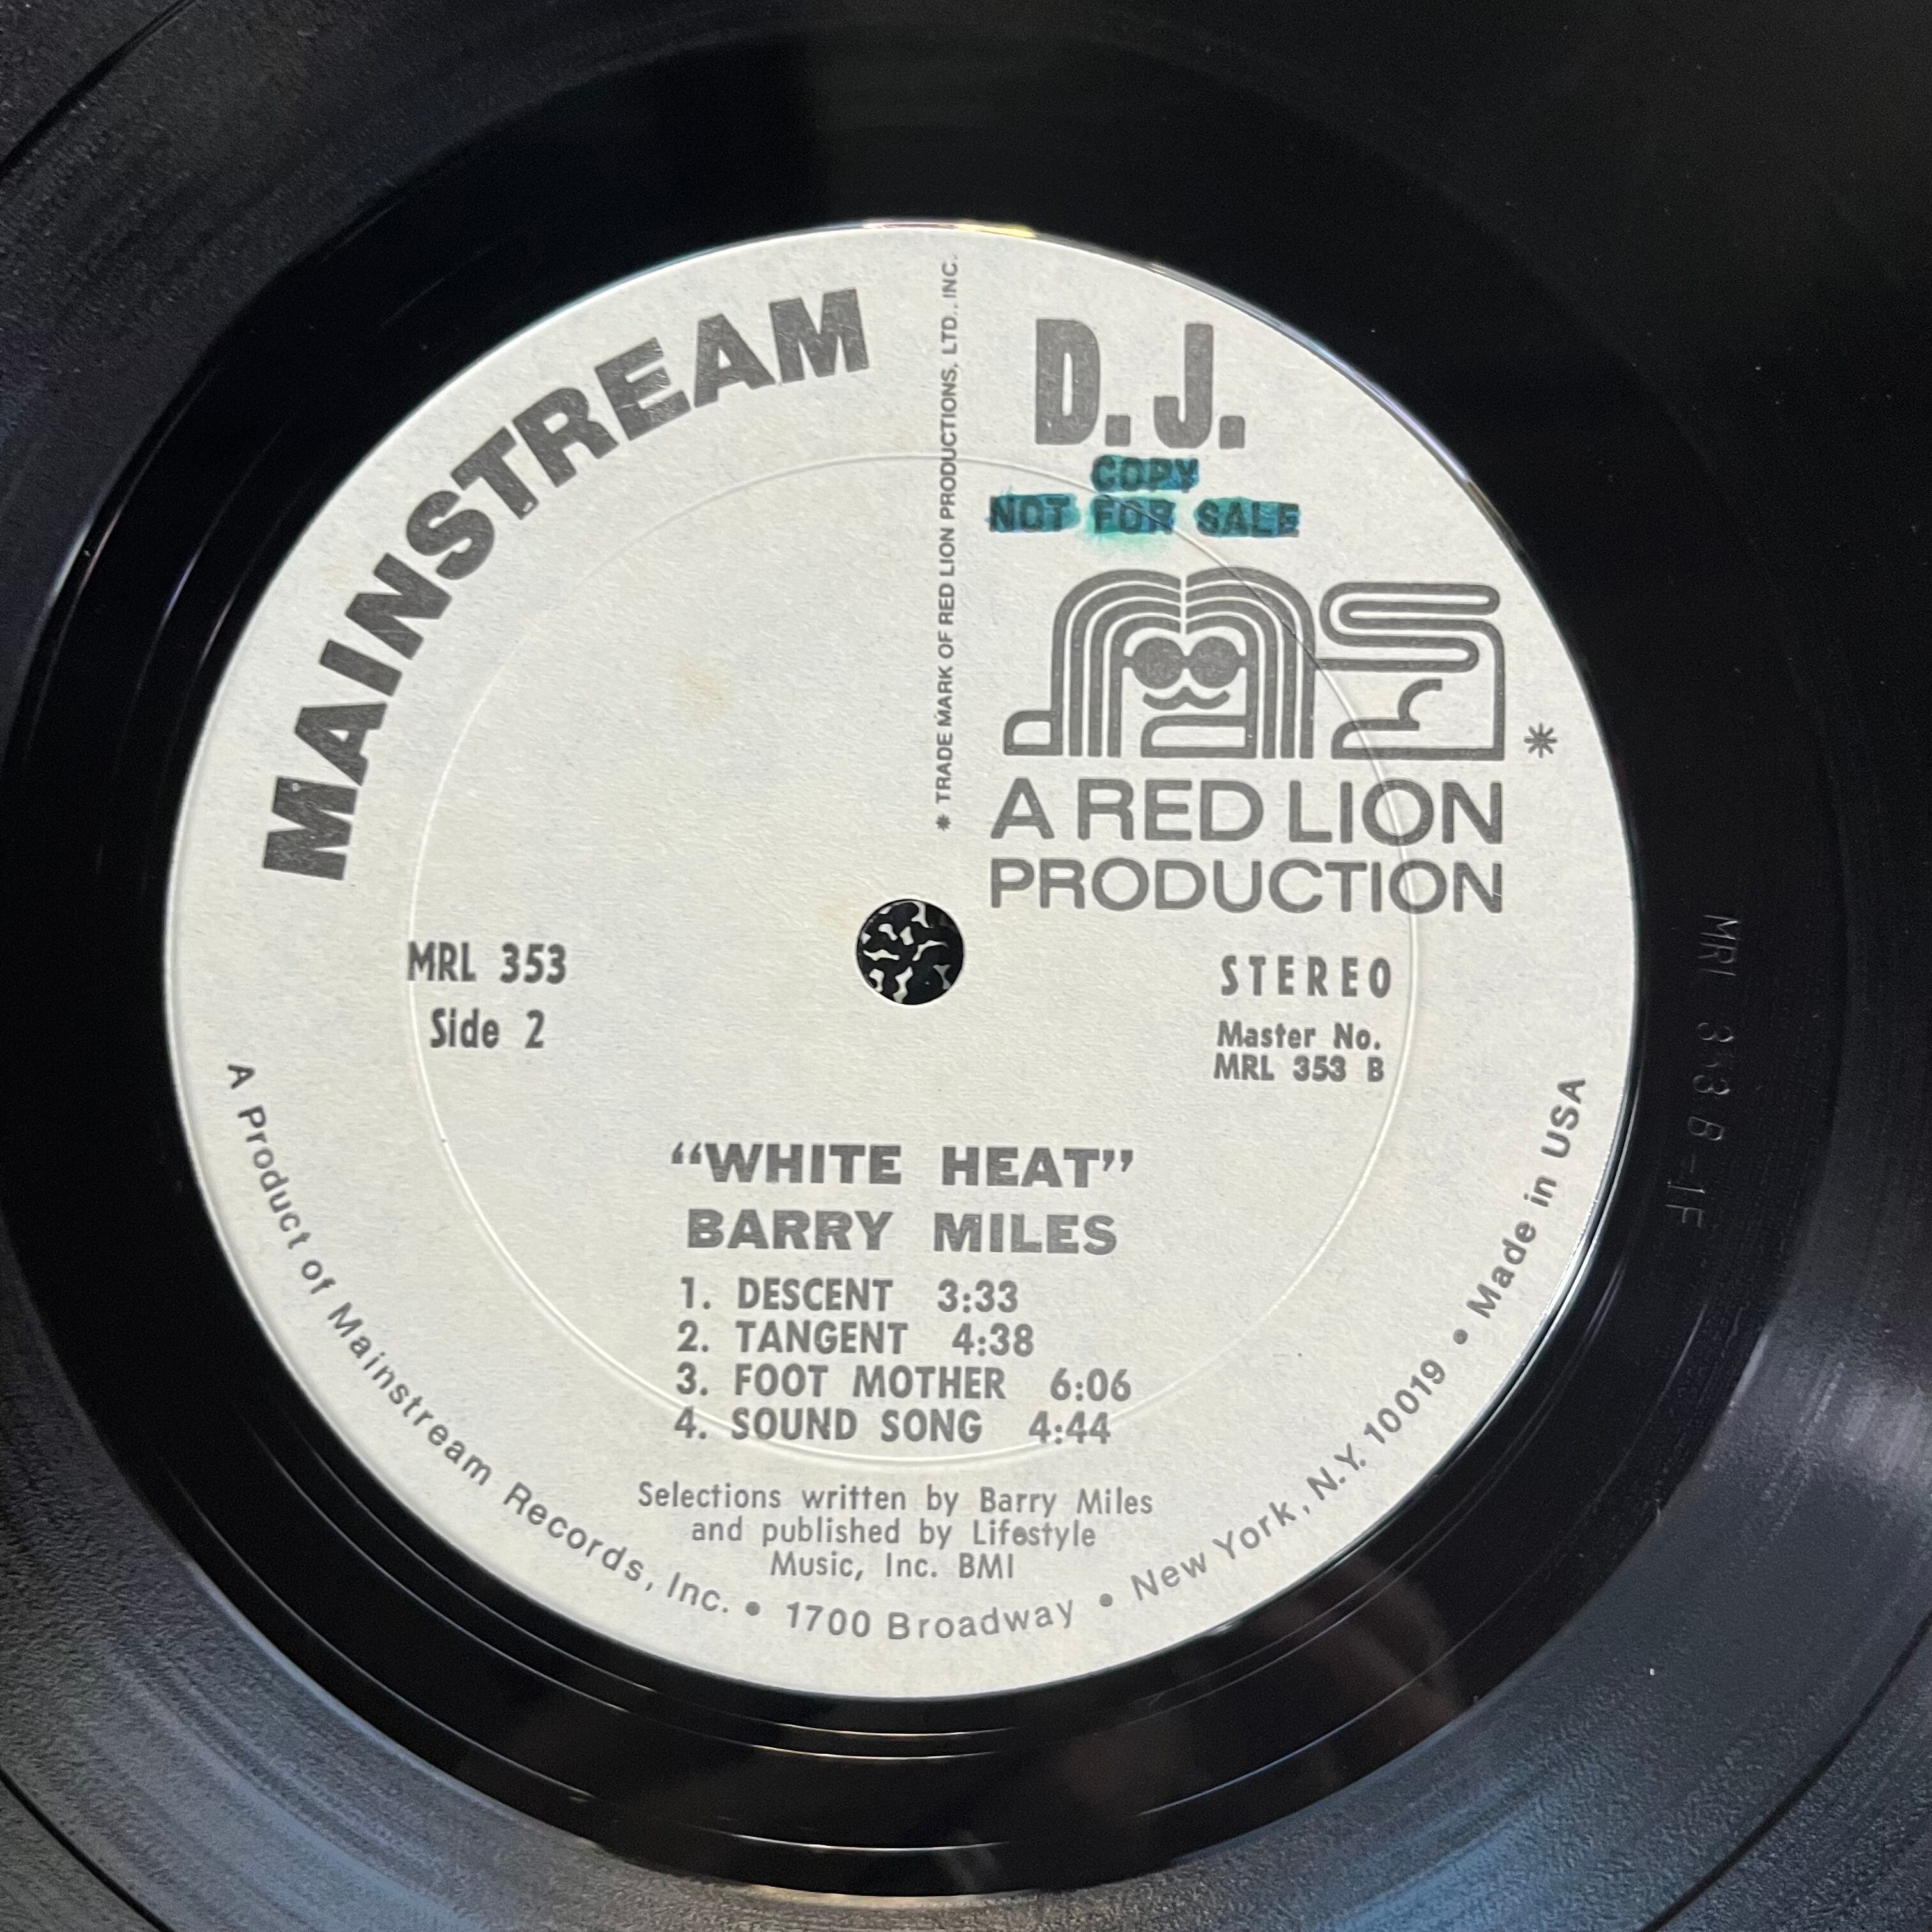 MAINSTREAM
* TRADE MARK OF RED LION PRODUCTIONS, LTD., INC.
D.J.
COPY
NOT FOR SALE
ms*
A RED LION
PRODUCTION
MRL 353
Side 2
STEREO
Master No.
MRL 353 B
“WHITE HEAT”
BARRY MILES
1. DESCENT 3:33
2. TANGENT 4:38
3. FOOT MOTHER 6:06
4. SOUND SONG 4:44
Selections written by Barry Miles
and published by Lifestyle
Music, Inc. BMI
A Product of Mainstream Records, Inc. • 1700 Broadway • New York, N.Y. 10019 • Made in USA
MRL 353 B-1F